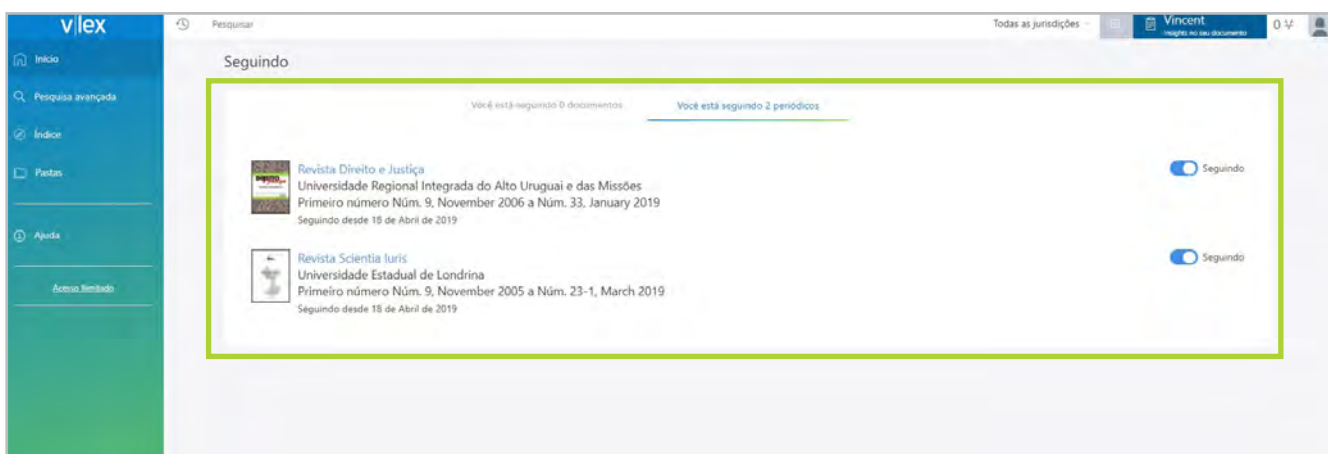 v|lex
Pesquisar
Todas as jurisdições
Vincent
Insights no seu documento
0
Início
Pesquisa avançada
Índice
Pastas
Ajuda
Acesso Ilimitado
Seguindo
Você está seguindo 0 documentos
Você está seguindo 2 periódicos
Revista Direito e Justiça
Universidade Regional Integrada do Alto Uruguai e das Missões
Primeiro número Núm. 9, November 2006 a Núm. 33, January 2019
Seguindo desde 18 de Abril de 2019
Seguindo
Revista Scientia Iuris
Universidade Estadual de Londrina
Primeiro número Núm. 9, November 2005 a Núm. 23-1, March 2019
Seguindo desde 18 de Abril de 2019
Seguindo